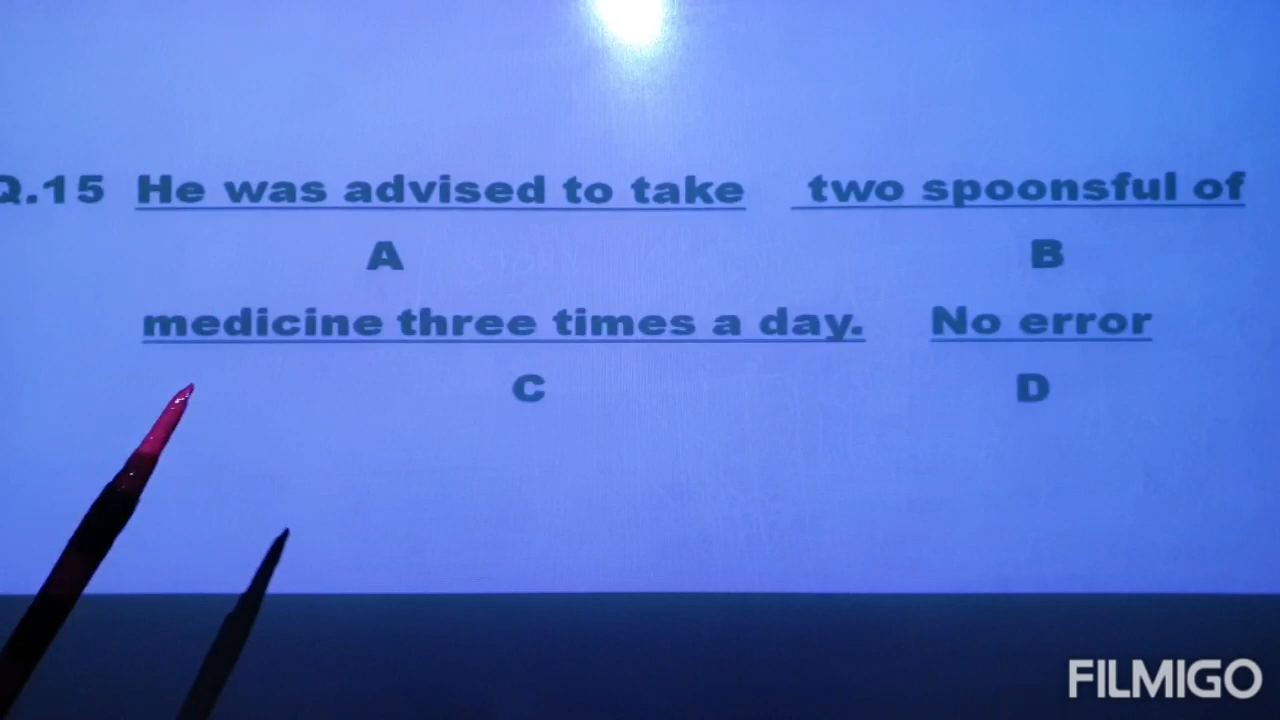 Q.15 He was advised to take two spoonsful of
A B
medicine three times a day. No error
C D
FILMIGO